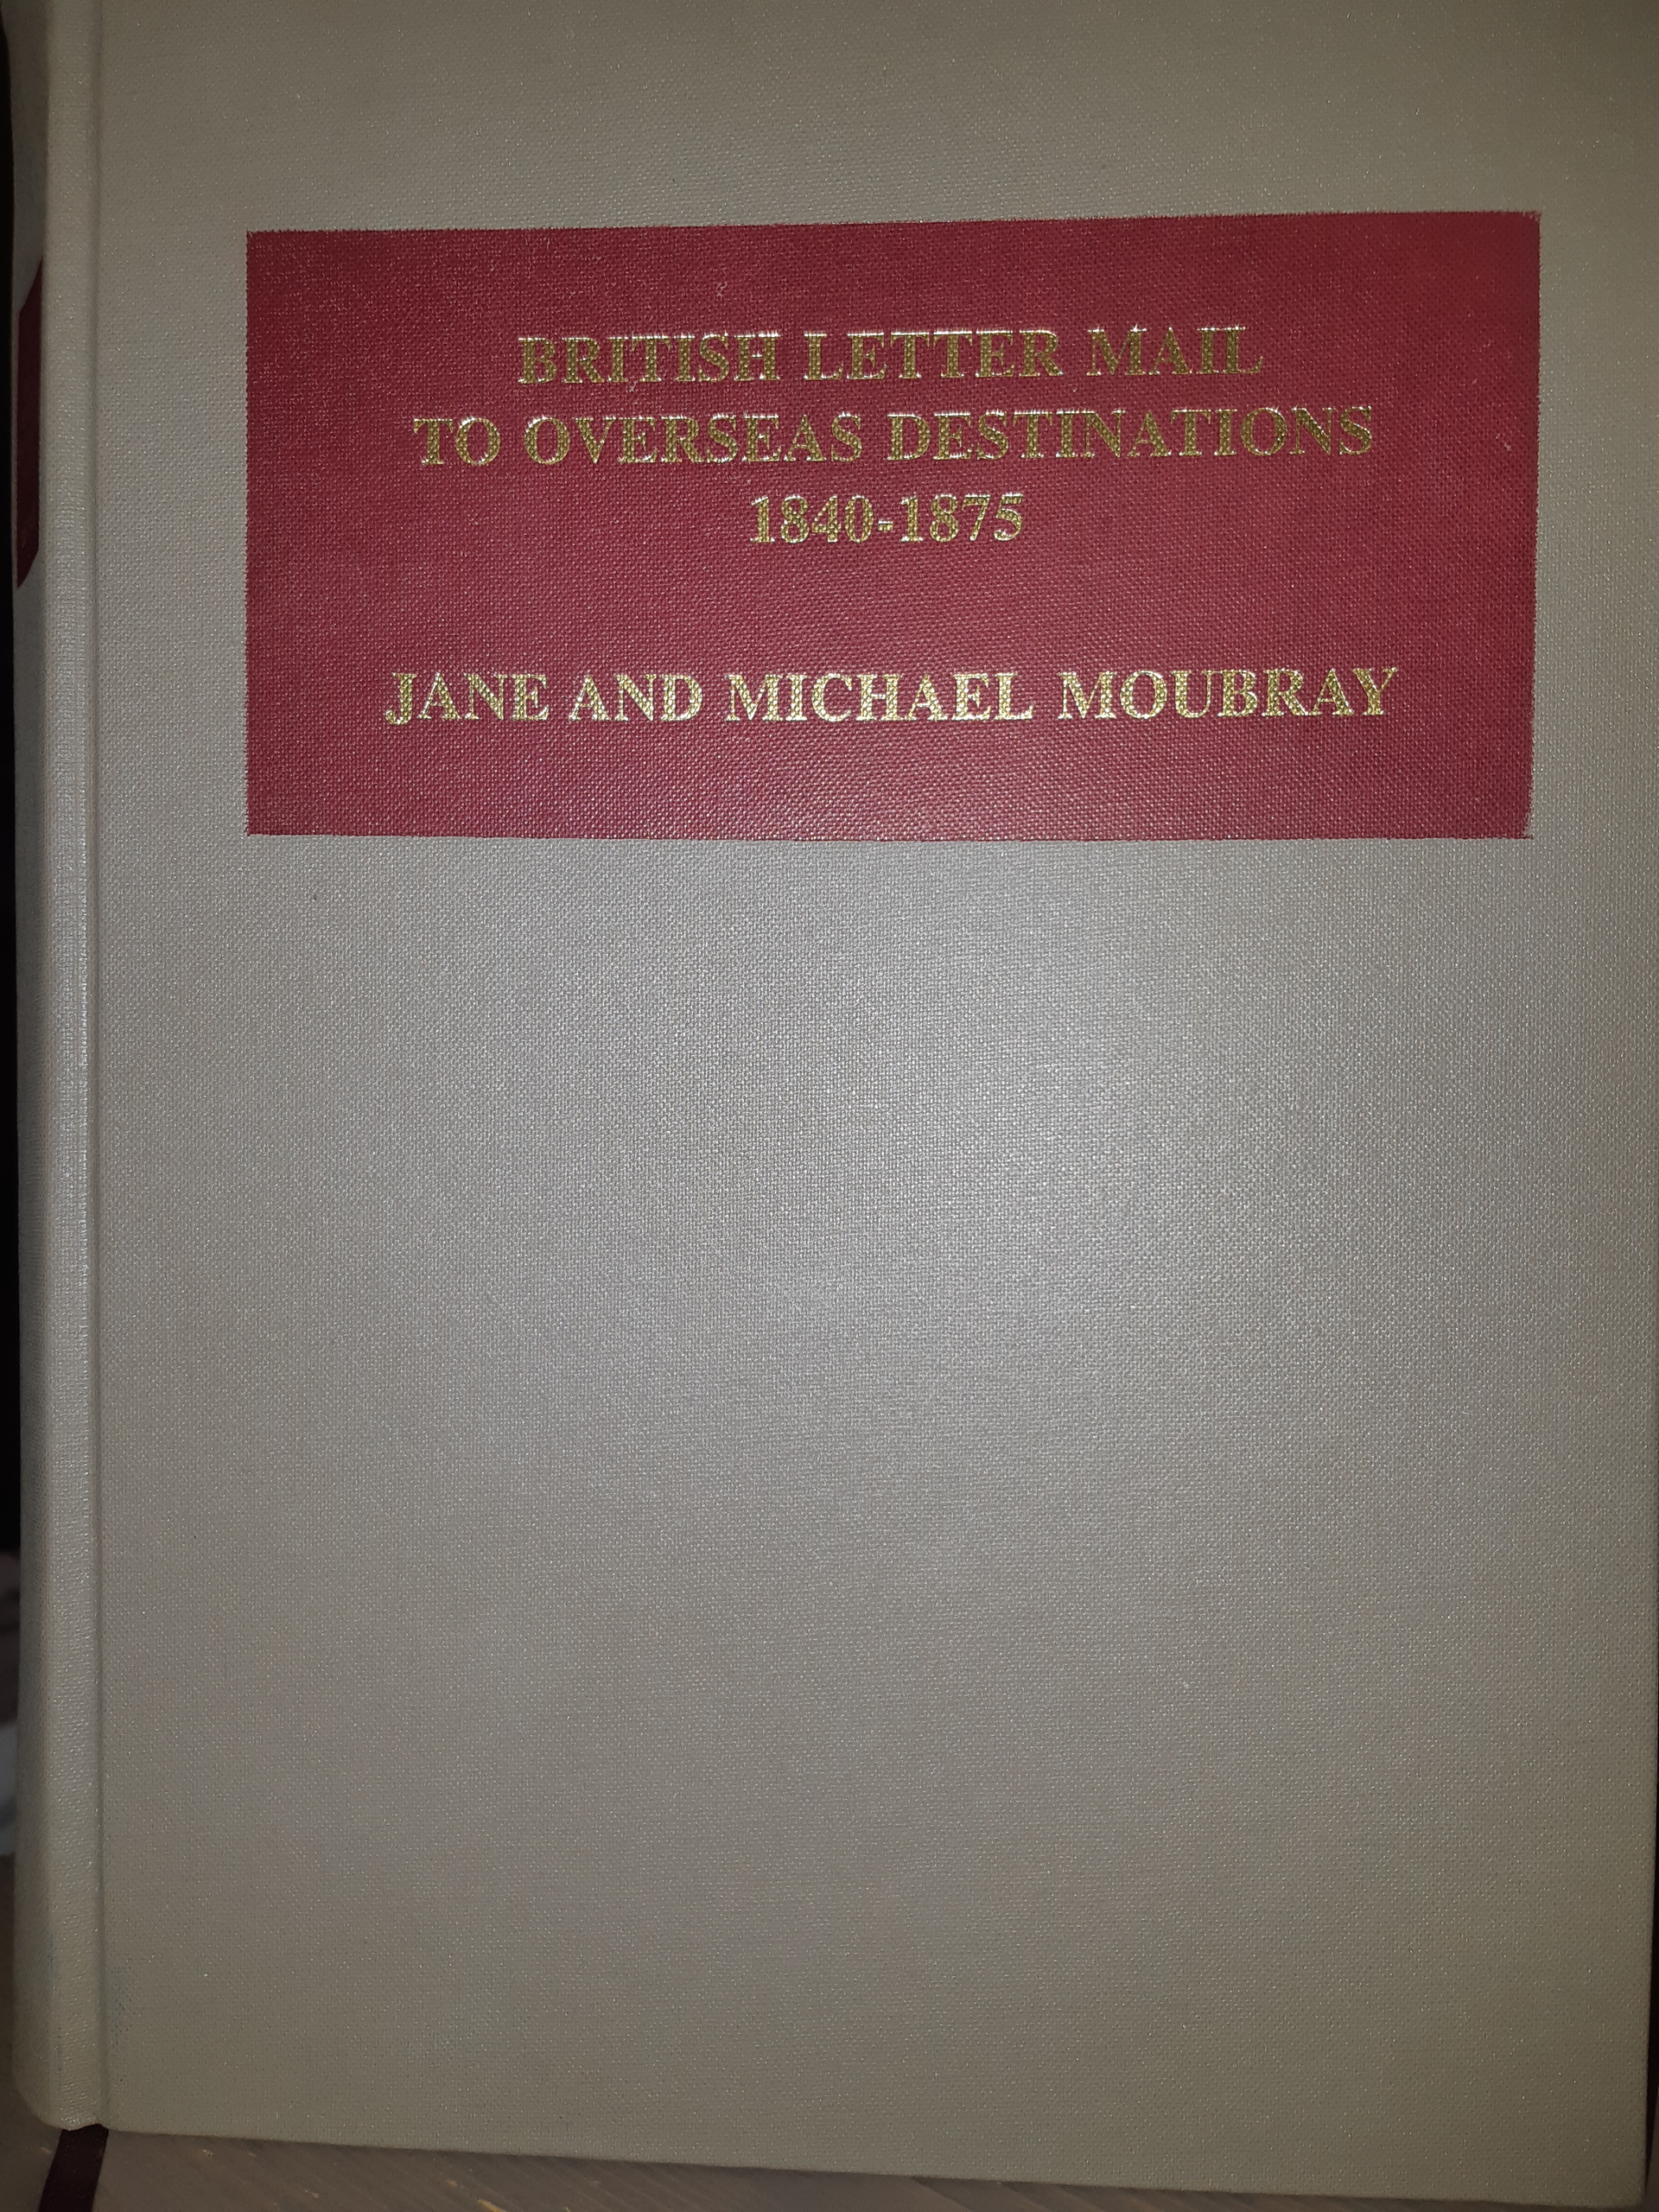 BRITISH LETTER MAIL
TO OVERSEAS DESTINATIONS
1840-1875
JANE AND MICHAEL MOUBRAY